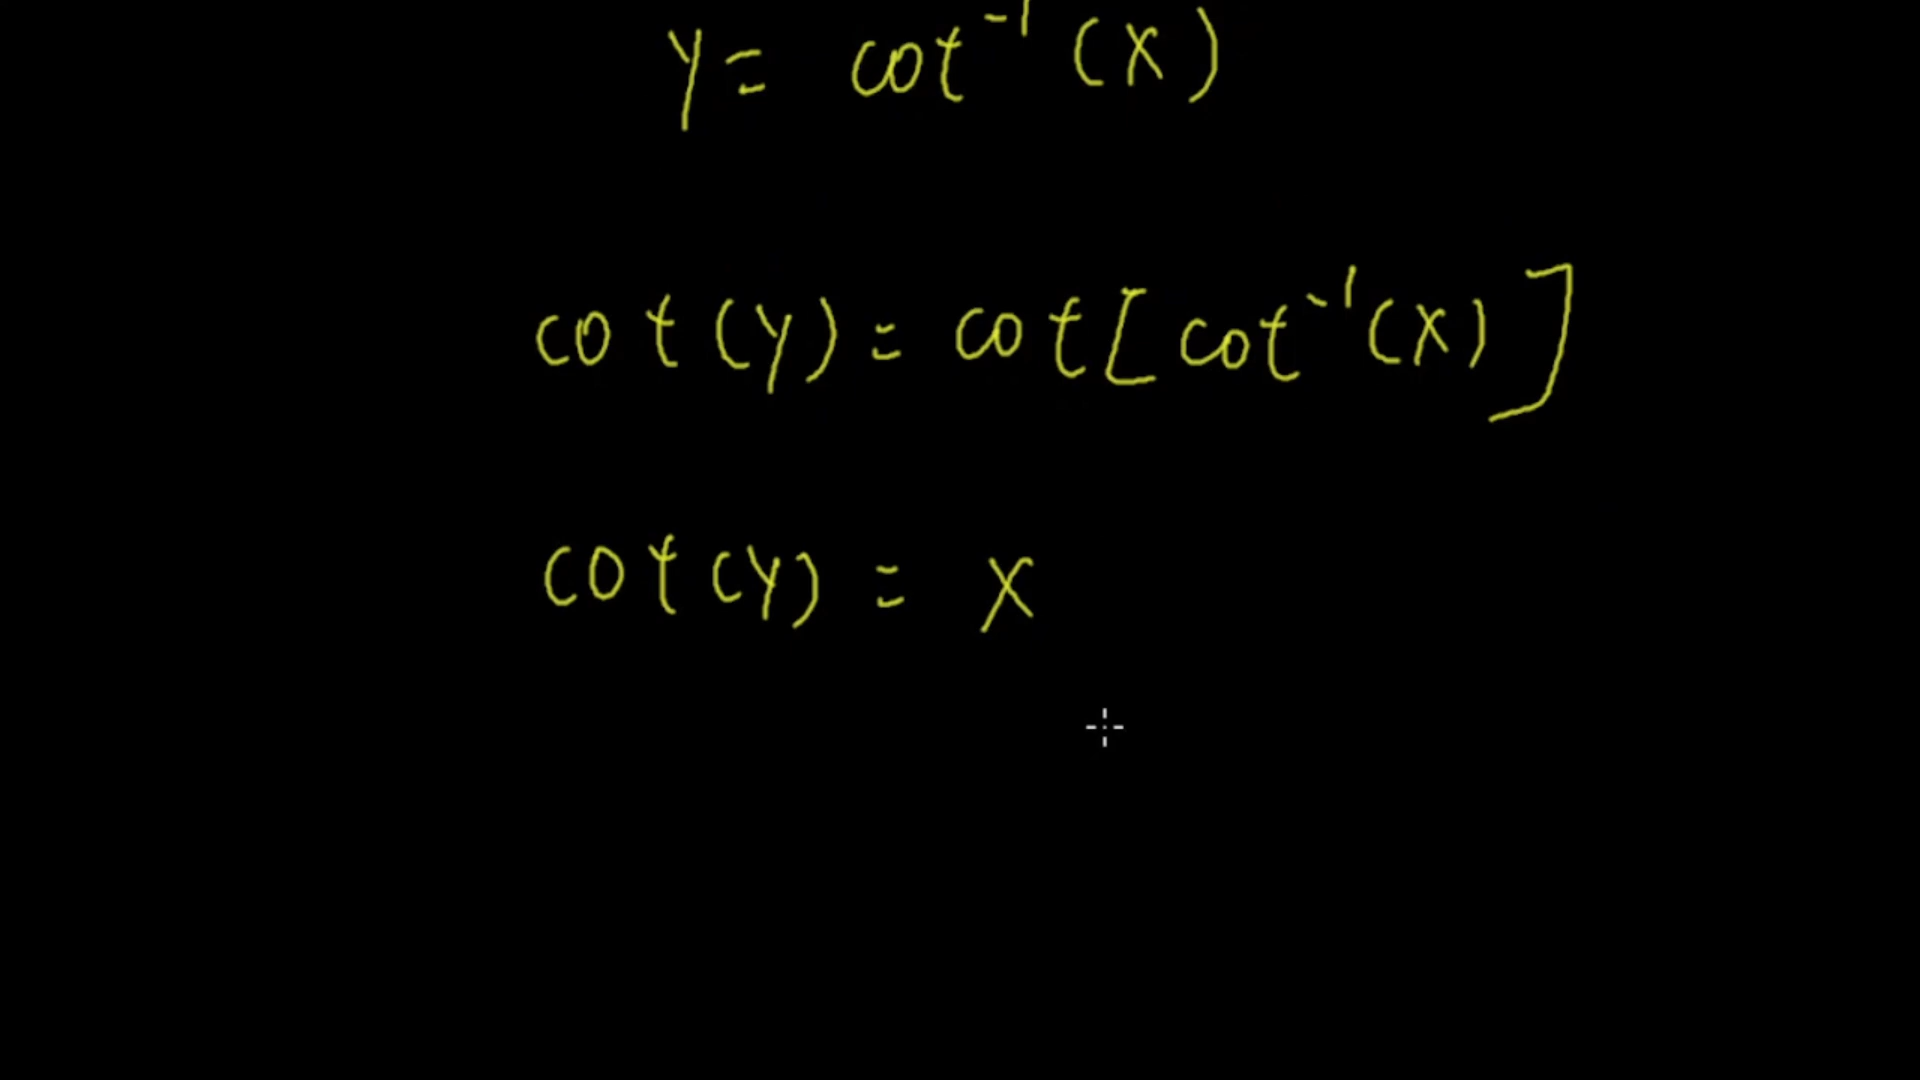 Y = cot⁻¹(X)
cot(Y) = cot[cot⁻¹(X)]
cot(Y) = X